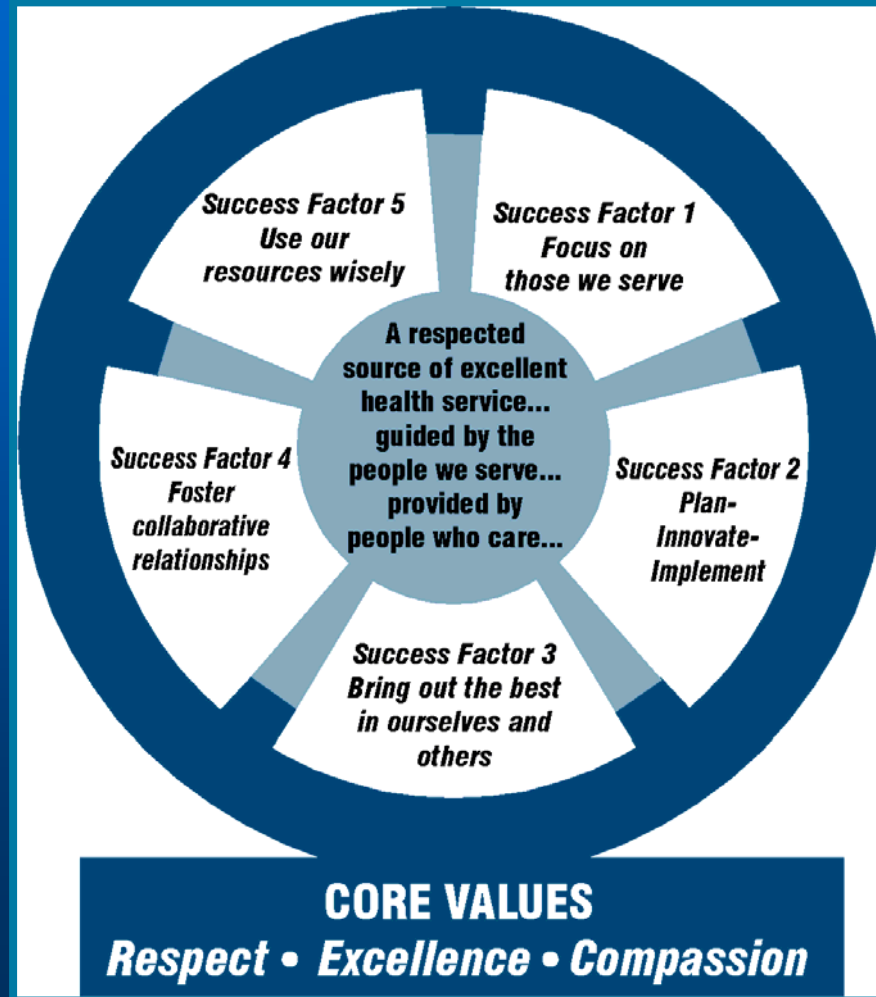 Success Factor 5
Use our
resources wisely
Success Factor 1
Focus on
those we serve
A respected
source of excellent
health service...
guided by the
people we serve...
provided by
people who care...
Success Factor 4
Foster
collaborative
relationships
Success Factor 2
Plan-
Innovate-
Implement
Success Factor 3
Bring out the best
in ourselves and
others
CORE VALUES
Respect • Excellence • Compassion